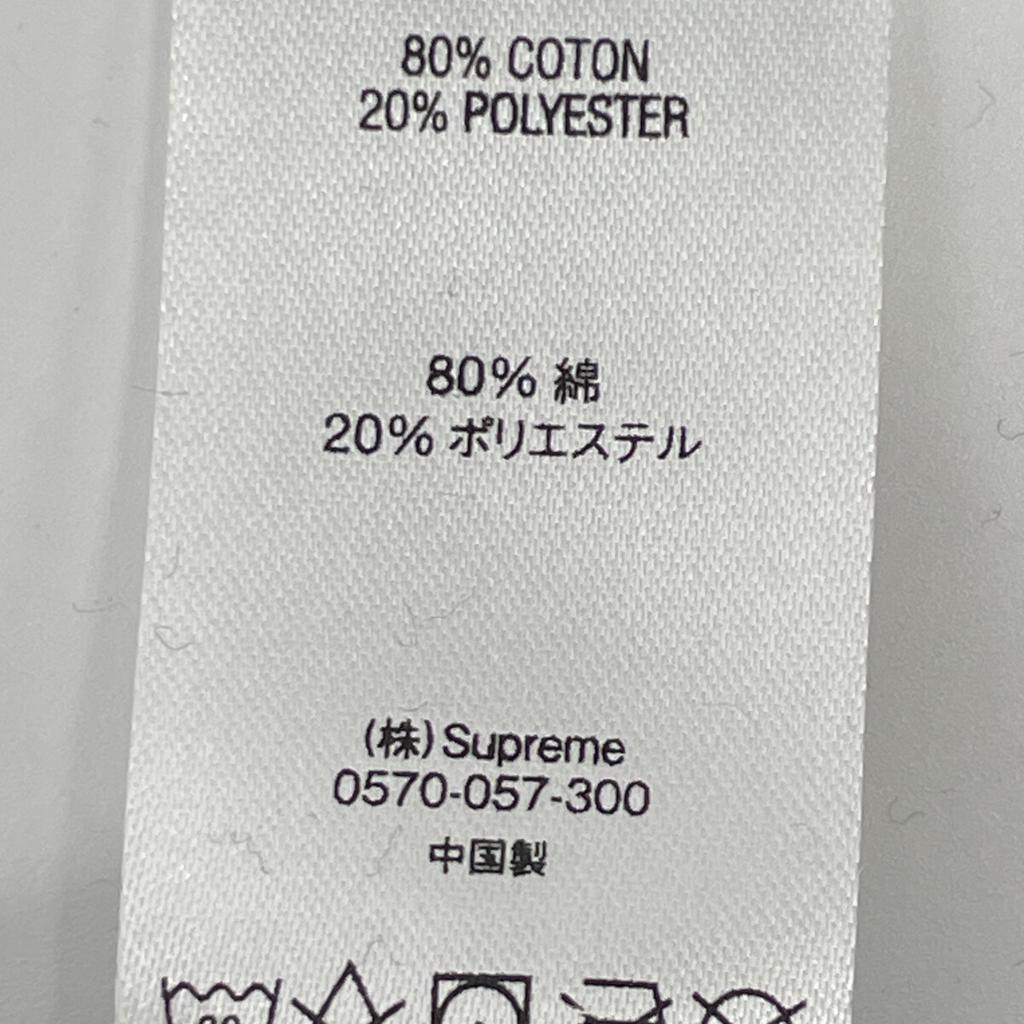 80% COTON
20% POLYESTER
80% 綿
20% ポリエステル
(株)Supreme
0570-057-300
中国製